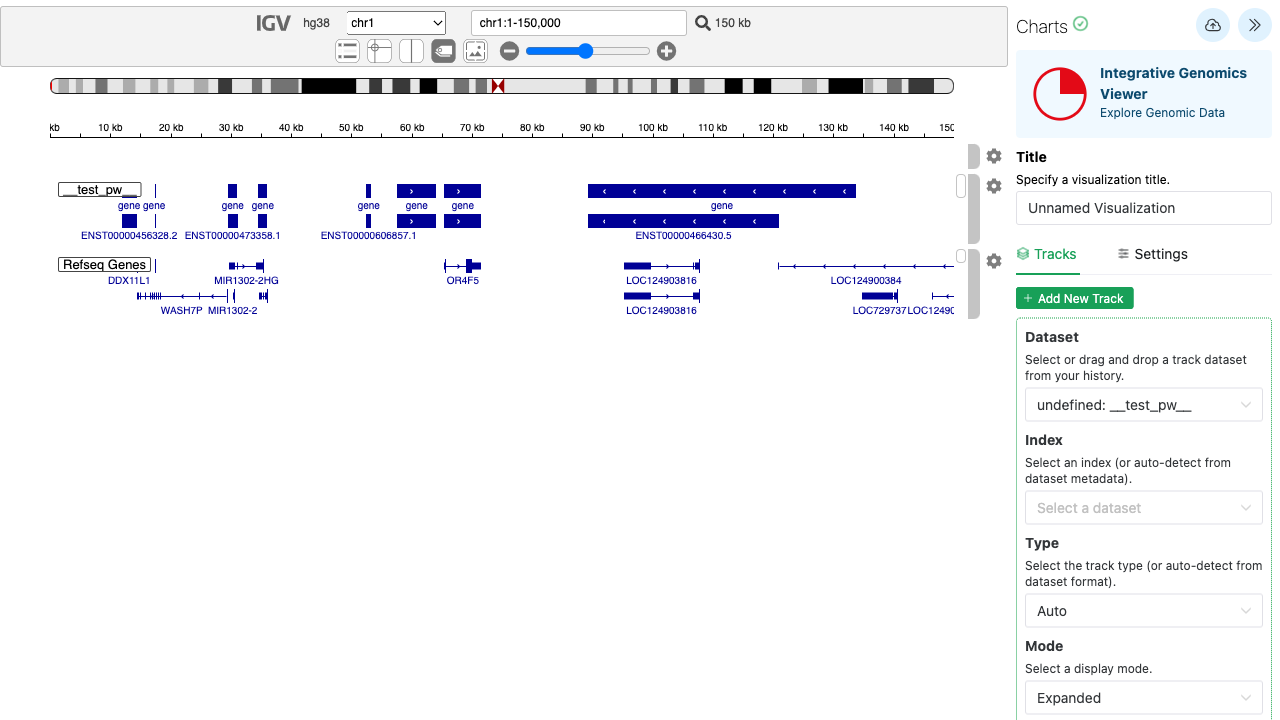 IGV hg38 chr1 chr1:1-150,000 150 kb
kb 10 kb 20 kb 30 kb 40 kb 50 kb 60 kb 70 kb 80 kb 90 kb 100 kb 110 kb 120 kb 130 kb 140 kb 150
__test_pw__
gene gene gene gene gene gene gene gene
ENST00000456328.2 ENST00000473358.1 ENST00000606857.1 ENST00000466430.5
Refseq Genes
DDX11L1 MIR1302-2HG OR4F5 LOC124903816 LOC124900384
WASH7P MIR1302-2 LOC124903816 LOC729737 LOC12490
Charts
Integrative Genomics
Viewer
Explore Genomic Data
Title
Specify a visualization title.
Unnamed Visualization
Tracks Settings
+ Add New Track
Dataset
Select or drag and drop a track dataset
from your history.
undefined: __test_pw__
Index
Select an index (or auto-detect from
dataset metadata).
Select a dataset
Type
Select the track type (or auto-detect from
dataset format).
Auto
Mode
Select a display mode.
Expanded